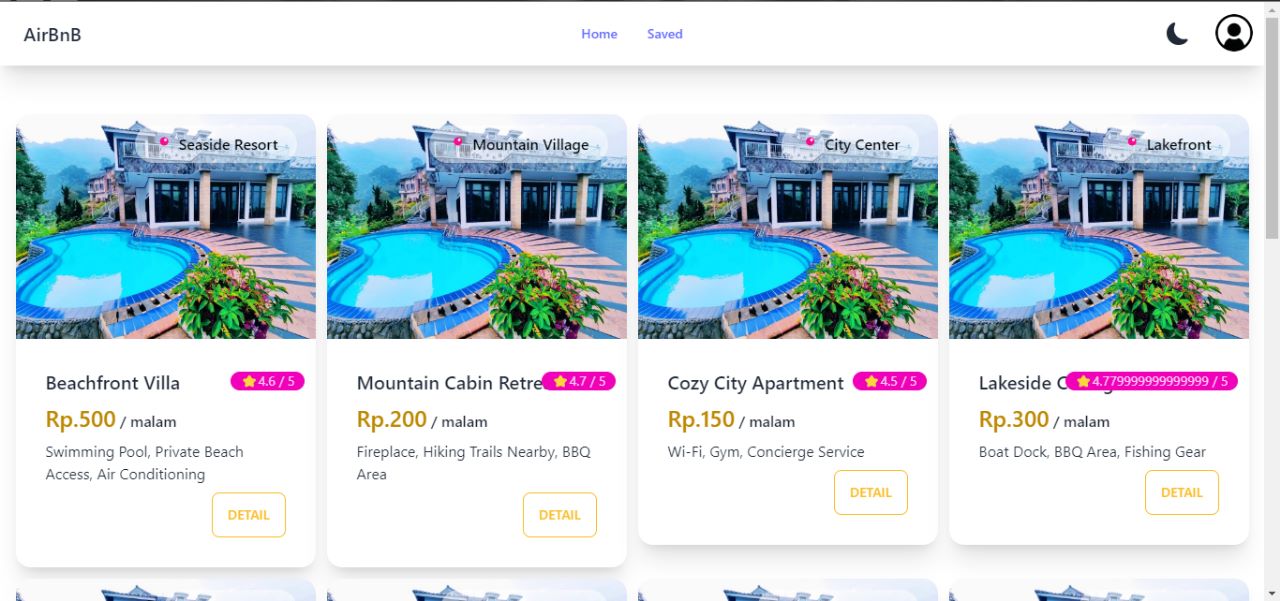 AirBnB
Home
Saved
Seaside Resort
Mountain Village
City Center
Lakefront
Beachfront Villa
4.6 / 5
Rp.500 / malam
Swimming Pool, Private Beach
Access, Air Conditioning
DETAIL
Mountain Cabin Retre
4.7 / 5
Rp.200 / malam
Fireplace, Hiking Trails Nearby, BBQ
Area
DETAIL
Cozy City Apartment
4.5 / 5
Rp.150 / malam
Wi-Fi, Gym, Concierge Service
DETAIL
Lakeside
4.779999999999999 / 5
Rp.300 / malam
Boat Dock, BBQ Area, Fishing Gear
DETAIL